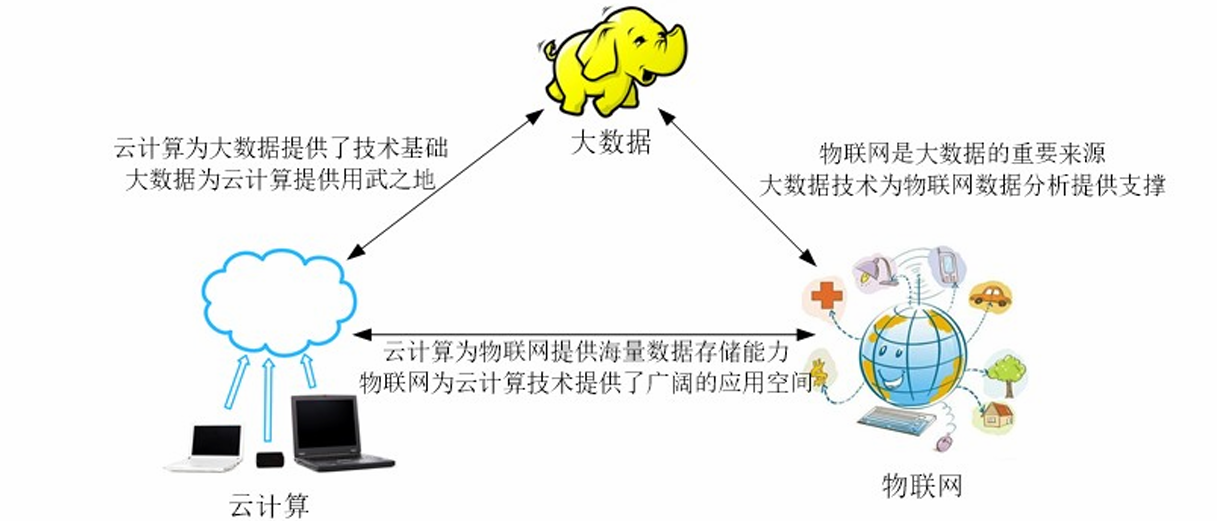 大数据
云计算为大数据提供了技术基础
大数据为云计算提供用武之地
物联网是大数据的重要来源
大数据技术为物联网数据分析提供支撑
云计算为物联网提供海量数据存储能力
物联网为云计算技术提供了广阔的应用空间
云计算
物联网